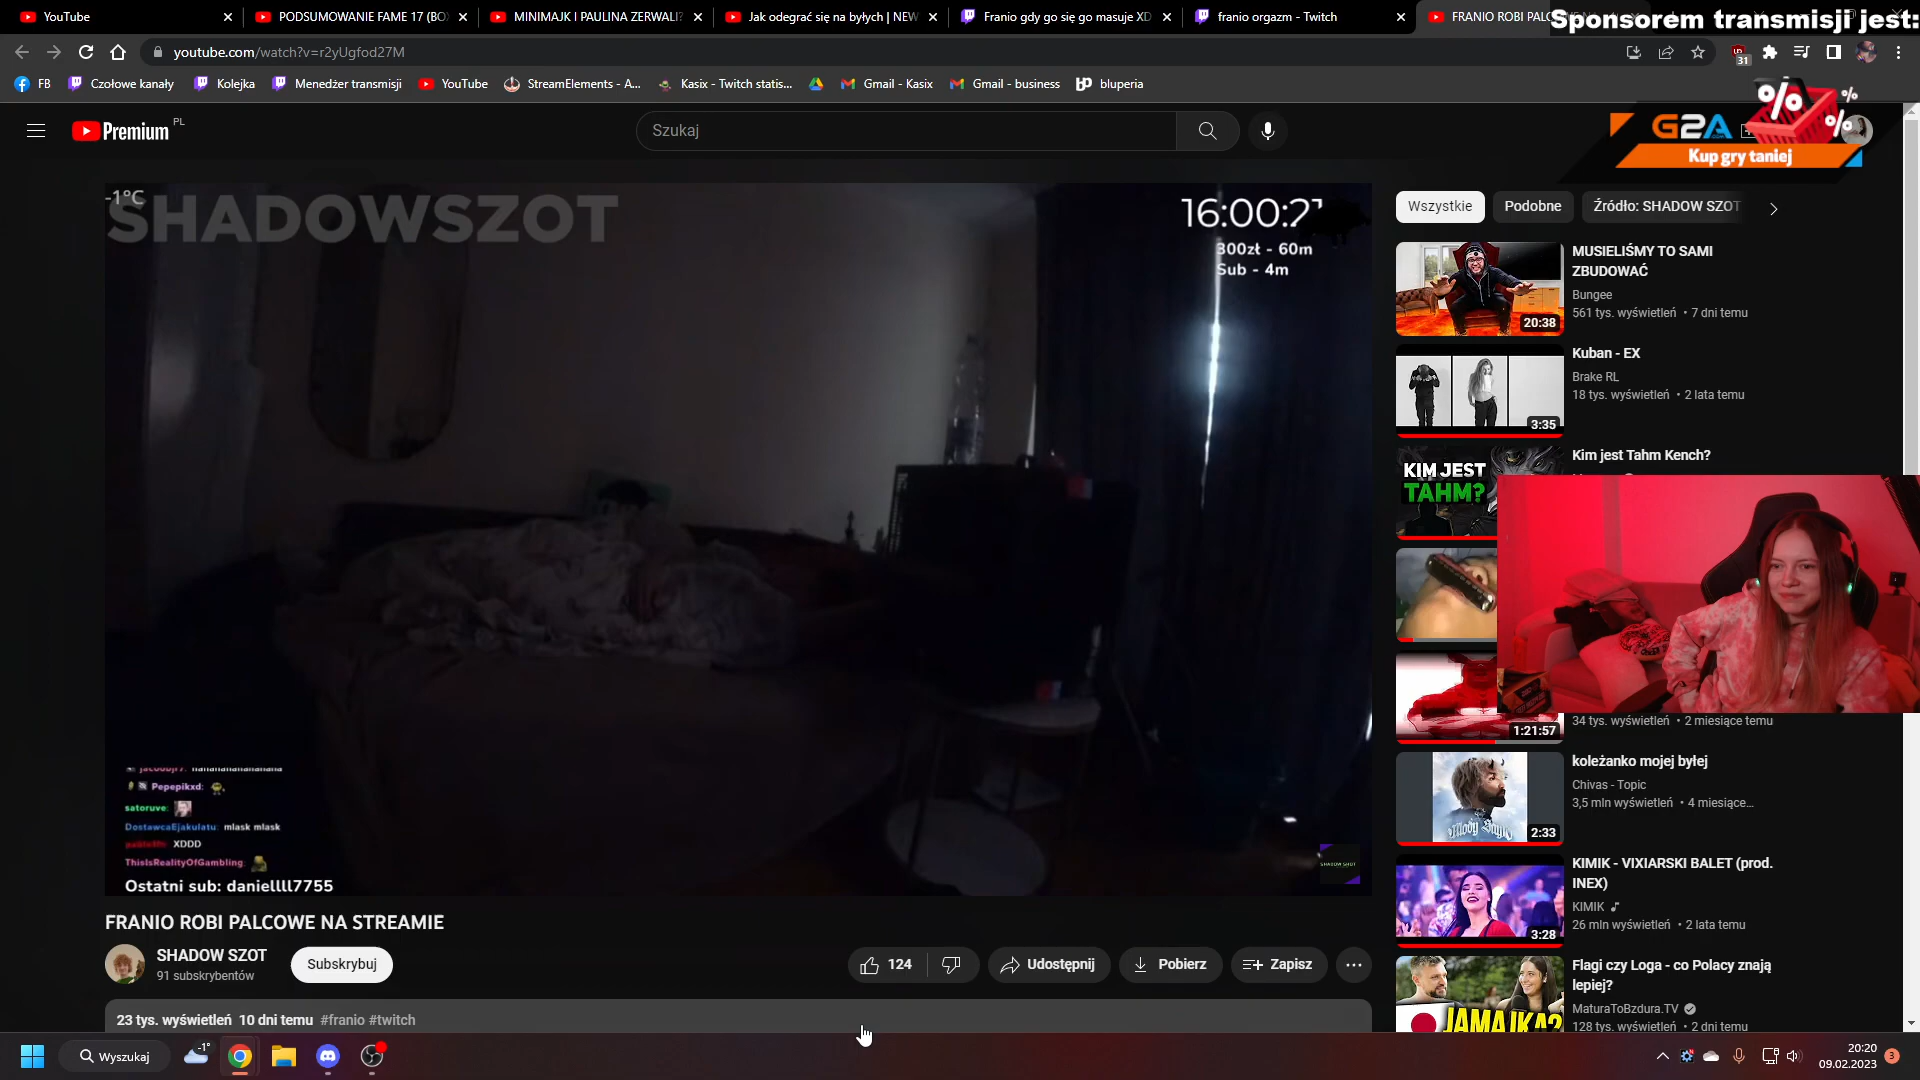 YouTube
PODSUMOWANIE FAME 17 (BO
MINIMAJK I PAULINA ZERWALI?
Jak odegrać się na byłych | NEW
Franio gdy go się go masuje XD
franio orgazm - Twitch
FRANIO ROBI PALC
Sponsorem transmisji jest:
youtube.com/watch?v=r2yUgfod27M
31
FB
Czołowe kanały
Kolejka
Menedżer transmisji
YouTube
StreamElements - A...
Kasix - Twitch statis...
Gmail - Kasix
Gmail - business
bluperia
Premium PL
Szukaj
G2A
Kup gry taniej
-1°C
SHADOWSZOT
16:00:21
300zł - 60m
Sub - 4m
jacoobjr7: hahahahahahahaha
Pepepikxd:
satoruve:
DostawcaEjakulatu: mlask mlask
XDDD
ThisIsRealityOfGambling:
Ostatni sub: daniellll7755
SHADOW SHOT
FRANIO ROBI PALCOWE NA STREAMIE
SHADOW SZOT
91 subskrybentów
Subskrybuj
124
Udostępnij
Pobierz
Zapisz
23 tys. wyświetleń 10 dni temu #franio #twitch
Wszystkie
Podobne
Źródło: SHADOW SZOT
MUSIELIŚMY TO SAMI
ZBUDOWAĆ
Bungee
561 tys. wyświetleń • 7 dni temu
20:38
Kuban - EX
Brake RL
18 tys. wyświetleń • 2 lata temu
3:35
Kim jest Tahm Kench?
KIM JEST
TAHM?
34 tys. wyświetleń • 2 miesiące temu
1:21:57
koleżanko mojej byłej
Chivas - Topic
3,5 mln wyświetleń • 4 miesiące...
2:33
KIMIK - VIXIARSKI BALET (prod.
INEX)
KIMIK
26 mln wyświetleń • 2 lata temu
3:28
Flagi czy Loga - co Polacy znają
lepiej?
MaturaToBzdura.TV
128 tys. wyświetleń • 2 dni temu
JAMAJKA?
Wyszukaj
-1°
20:20
09.02.2023
3